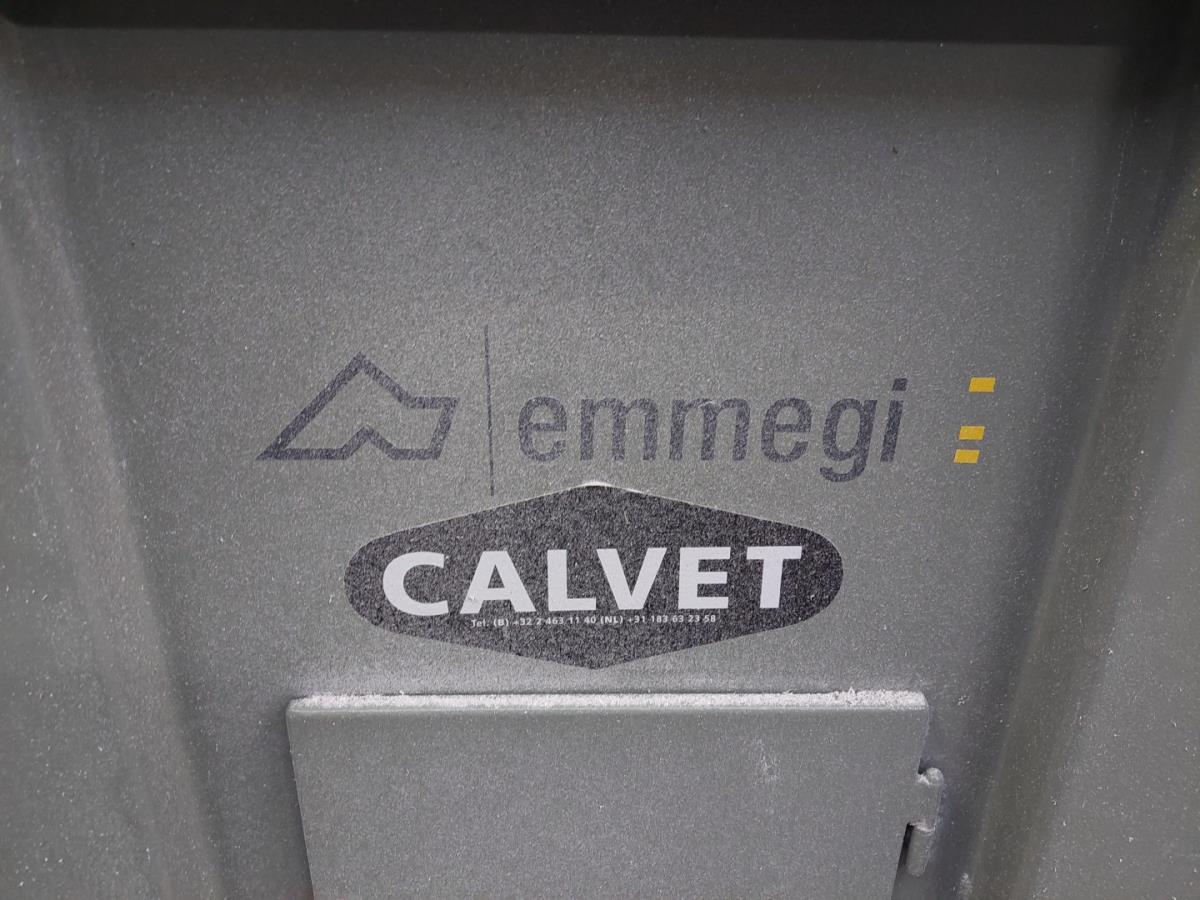 emmegi
CALVET
Tel: (B) +32 2 463 11 40 (NL) +31 183 63 23 58